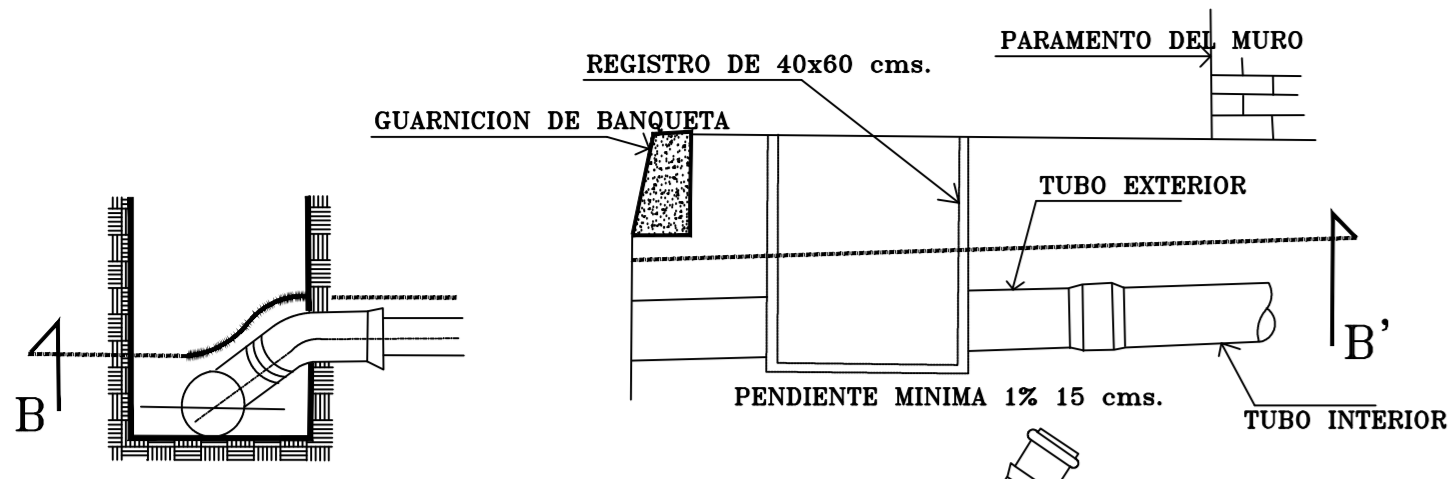 PARAMENTO DEL MURO
REGISTRO DE 40x60 cms.
GUARNICION DE BANQUETA
TUBO EXTERIOR
B
B'
PENDIENTE MINIMA 1% 15 cms.
TUBO INTERIOR